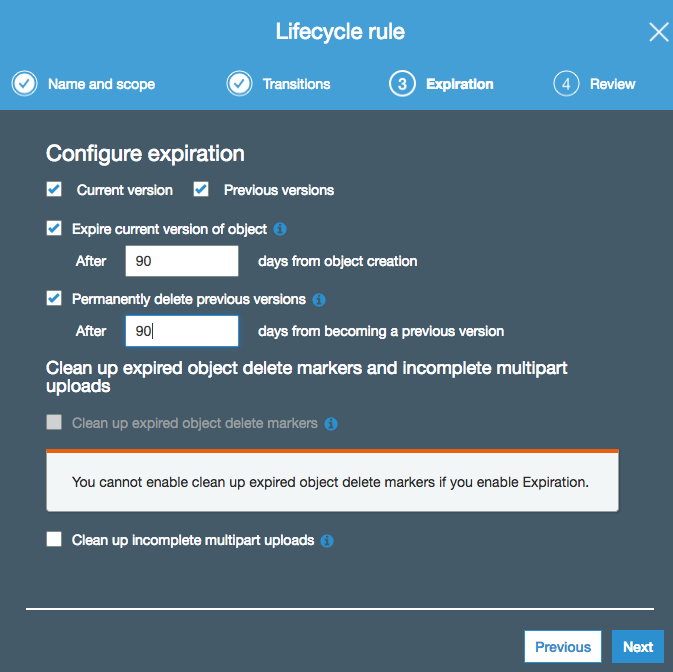 Lifecycle rule
Name and scope
Transitions
3 Expiration
4 Review
Configure expiration
Current version
Previous versions
Expire current version of object
After 90 days from object creation
Permanently delete previous versions
After 90 days from becoming a previous version
Clean up expired object delete markers and incomplete multipart
uploads
Clean up expired object delete markers
You cannot enable clean up expired object delete markers if you enable Expiration.
Clean up incomplete multipart uploads
Previous
Next